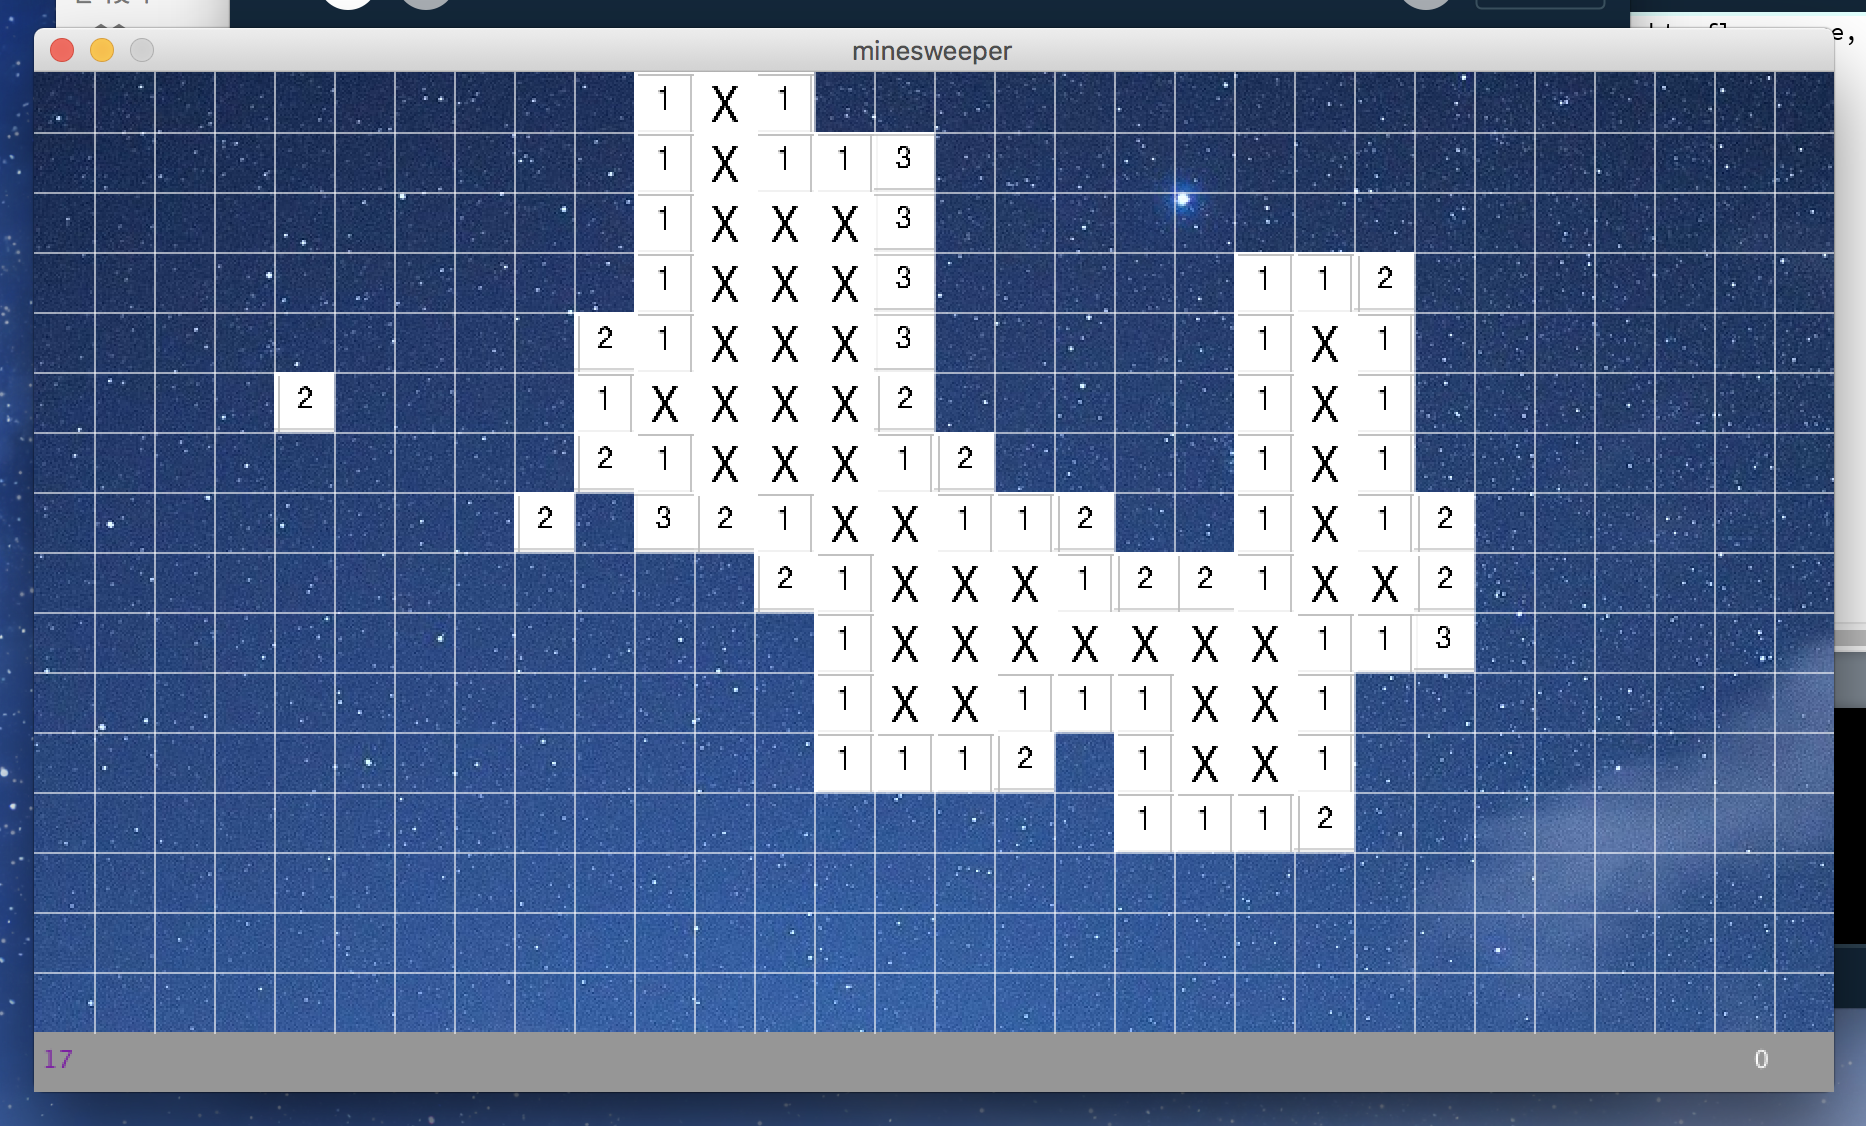 minesweeper
1 X 1
1 X 1 1 3
1 X X X 3
1 X X X 3 1 1 2
2 1 X X X 3 1 X 1
2 1 X X X X 2 1 X 1
2 1 X X X 1 2 1 X 1
2 3 2 1 X X 1 1 2 1 X 1 2
2 1 X X X 1 2 2 1 X X 2
1 X X X X X X X 1 1 3
1 X X 1 1 1 X X 1
1 1 1 2 1 X X 1
1 1 1 2
17 0